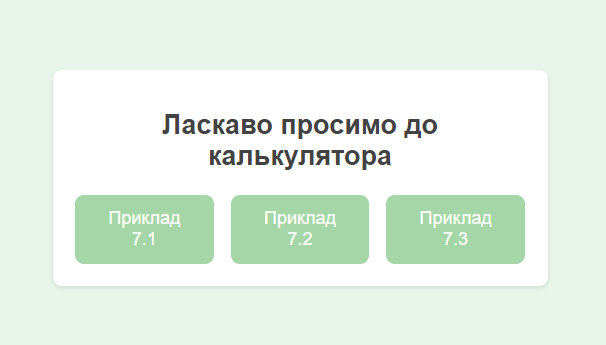 Ласкаво просимо до
калькулятора
Приклад
7.1
Приклад
7.2
Приклад
7.3